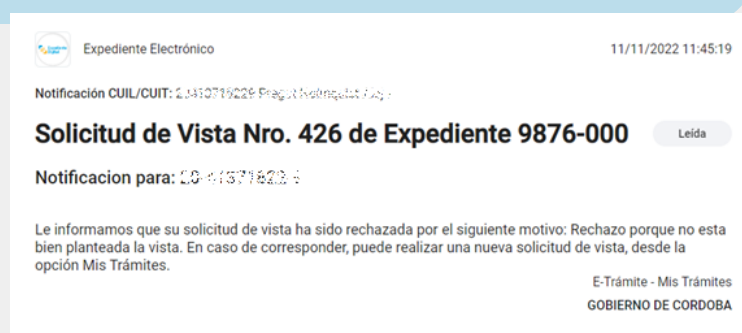 Expediente Electrónico
11/11/2022 11:45:19
Notificación CUIL/CUIT:
Solicitud de Vista Nro. 426 de Expediente 9876-000
Leída
Notificacion para:
Le informamos que su solicitud de vista ha sido rechazada por el siguiente motivo: Rechazo porque no esta
bien planteada la vista. En caso de corresponder, puede realizar una nueva solicitud de vista, desde la
opción Mis Trámites.
E-Trámite - Mis Trámites
GOBIERNO DE CORDOBA